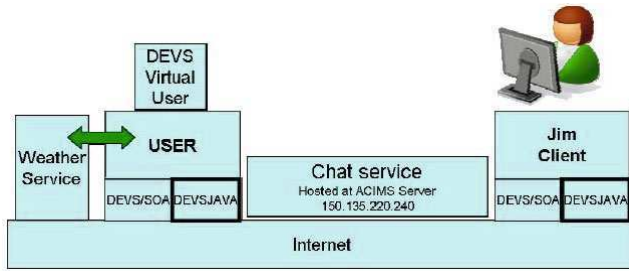 DEVS
Virtual
User
Weather
Service
USER
DEVS/SOA
DEVSJAVA
Chat service
Hosted at ACIMS Server
150.135.220.240
Jim
Client
DEVS/SOA
DEVSJAVA
Internet